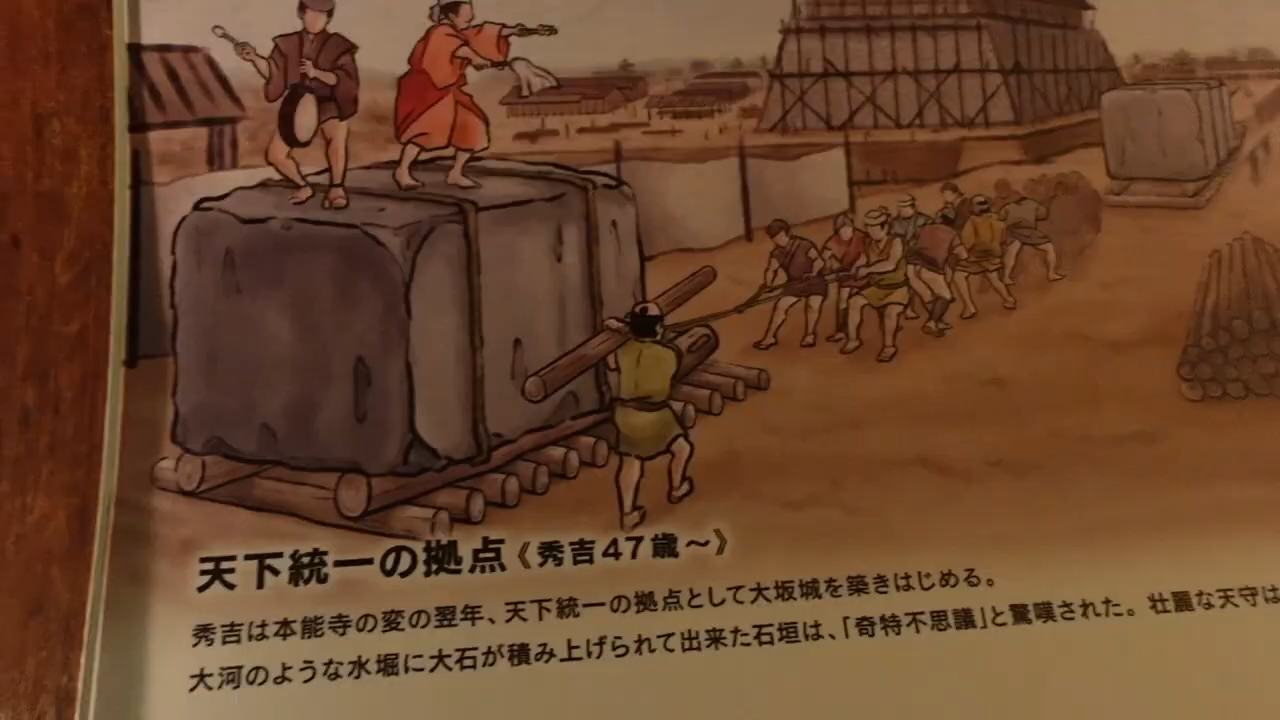 天下統一の拠点《秀吉47歳〜》
秀吉は本能寺の変の翌年、天下統一の拠点として大坂城を築きはじめる。
大河のような水堀に大石が積み上げられて出来た石垣は、「奇特不思議」と驚嘆された。壮麗な天守は